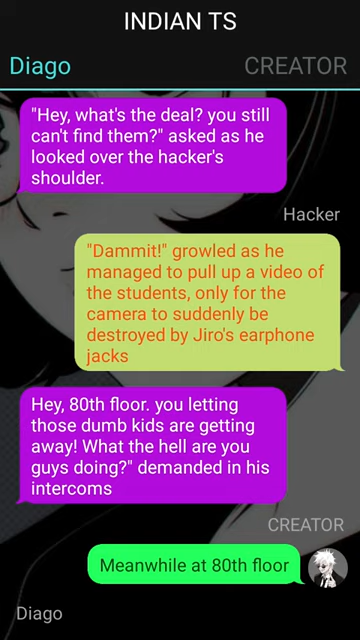 INDIAN TS
Diago
CREATOR
"Hey, what's the deal? you still
can't find them?" asked as he
looked over the hacker's
shoulder.
Hacker
"Dammit!" growled as he
managed to pull up a video of
the students, only for the
camera to suddenly be
destroyed by Jiro's earphone
jacks
Hey, 80th floor. you letting
those dumb kids are getting
away! What the hell are you
guys doing?" demanded in his
intercoms
CREATOR
Meanwhile at 80th floor
Diago